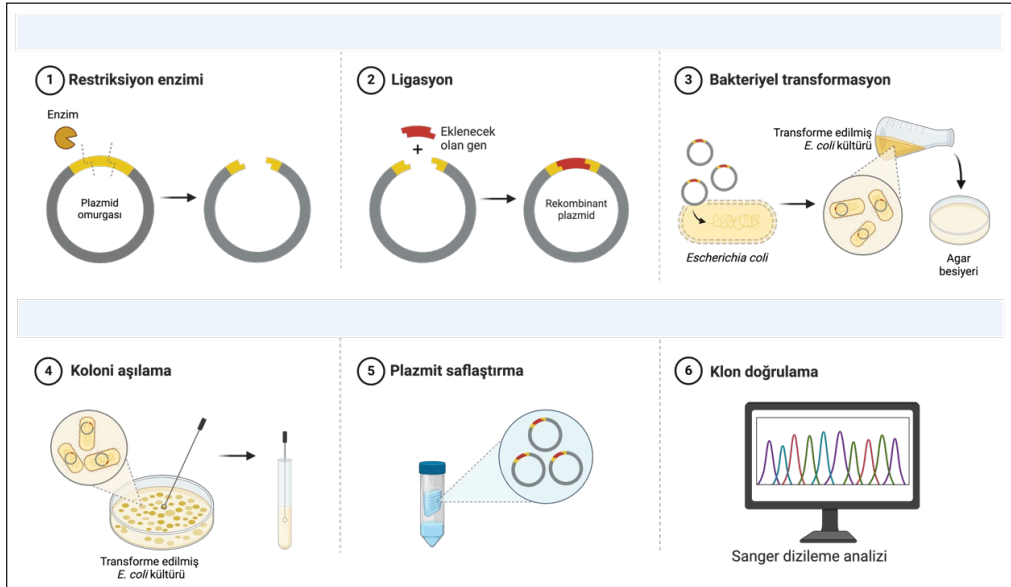 1 Restriksiyon enzimi
Enzim
Plazmid
omurgası
2 Ligasyon
Eklenecek
olan gen
+
Rekombinant
plazmid
3 Bakteriyel transformasyon
Transforme edilmiş
E. coli kültürü
Escherichia coli
Agar
besiyeri
4 Koloni aşılama
Transforme edilmiş
E. coli kültürü
5 Plazmit saflaştırma
6 Klon doğrulama
Sanger dizileme analizi